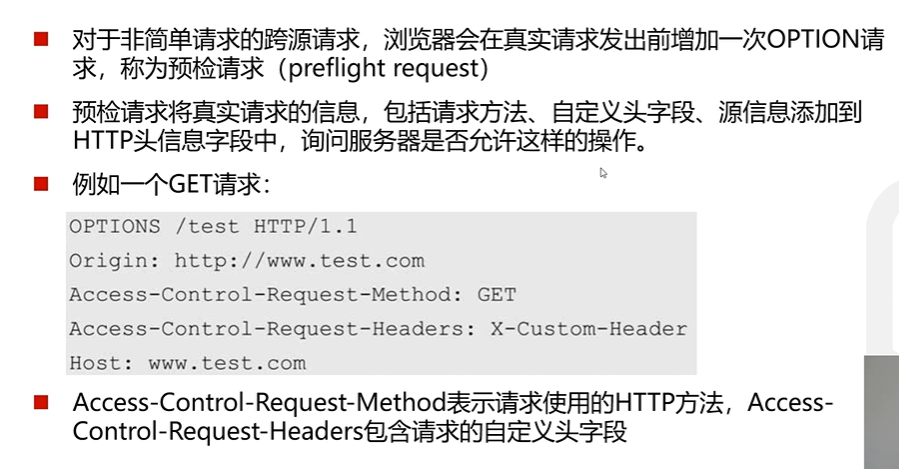 对于非简单请求的跨源请求，浏览器会在真实请求发出前增加一次OPTION请
求，称为预检请求（preflight request）
预检请求将真实请求的信息，包括请求方法、自定义头字段、源信息添加到
HTTP头信息字段中，询问服务器是否允许这样的操作。
例如一个GET请求：
OPTIONS /test HTTP/1.1
Origin: http://www.test.com
Access-Control-Request-Method: GET
Access-Control-Request-Headers: X-Custom-Header
Host: www.test.com
Access-Control-Request-Method表示请求使用的HTTP方法，Access-
Control-Request-Headers包含请求的自定义头字段